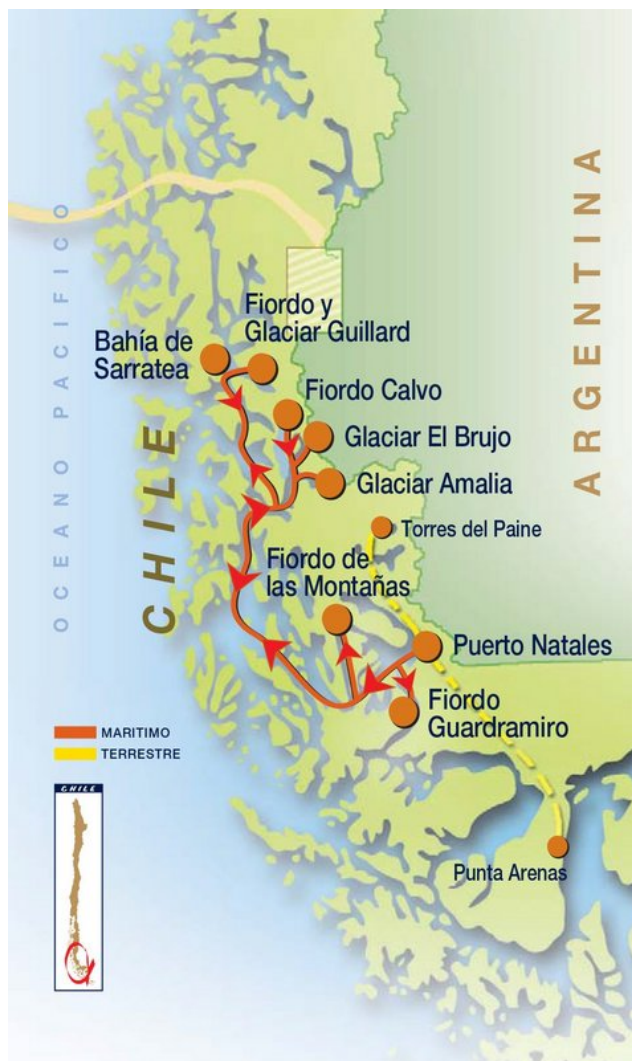 OCEANO PACIFICO
CHILE
ARGENTINA
Fiordo y
Glaciar Guillard
Bahía de
Sarratea
Fiordo Calvo
Glaciar El Brujo
Glaciar Amalia
Torres del Paine
Fiordo de
las Montañas
Puerto Natales
Fiordo
Guardramiro
MARITIMO
TERRESTRE
CHILE
Punta Arenas